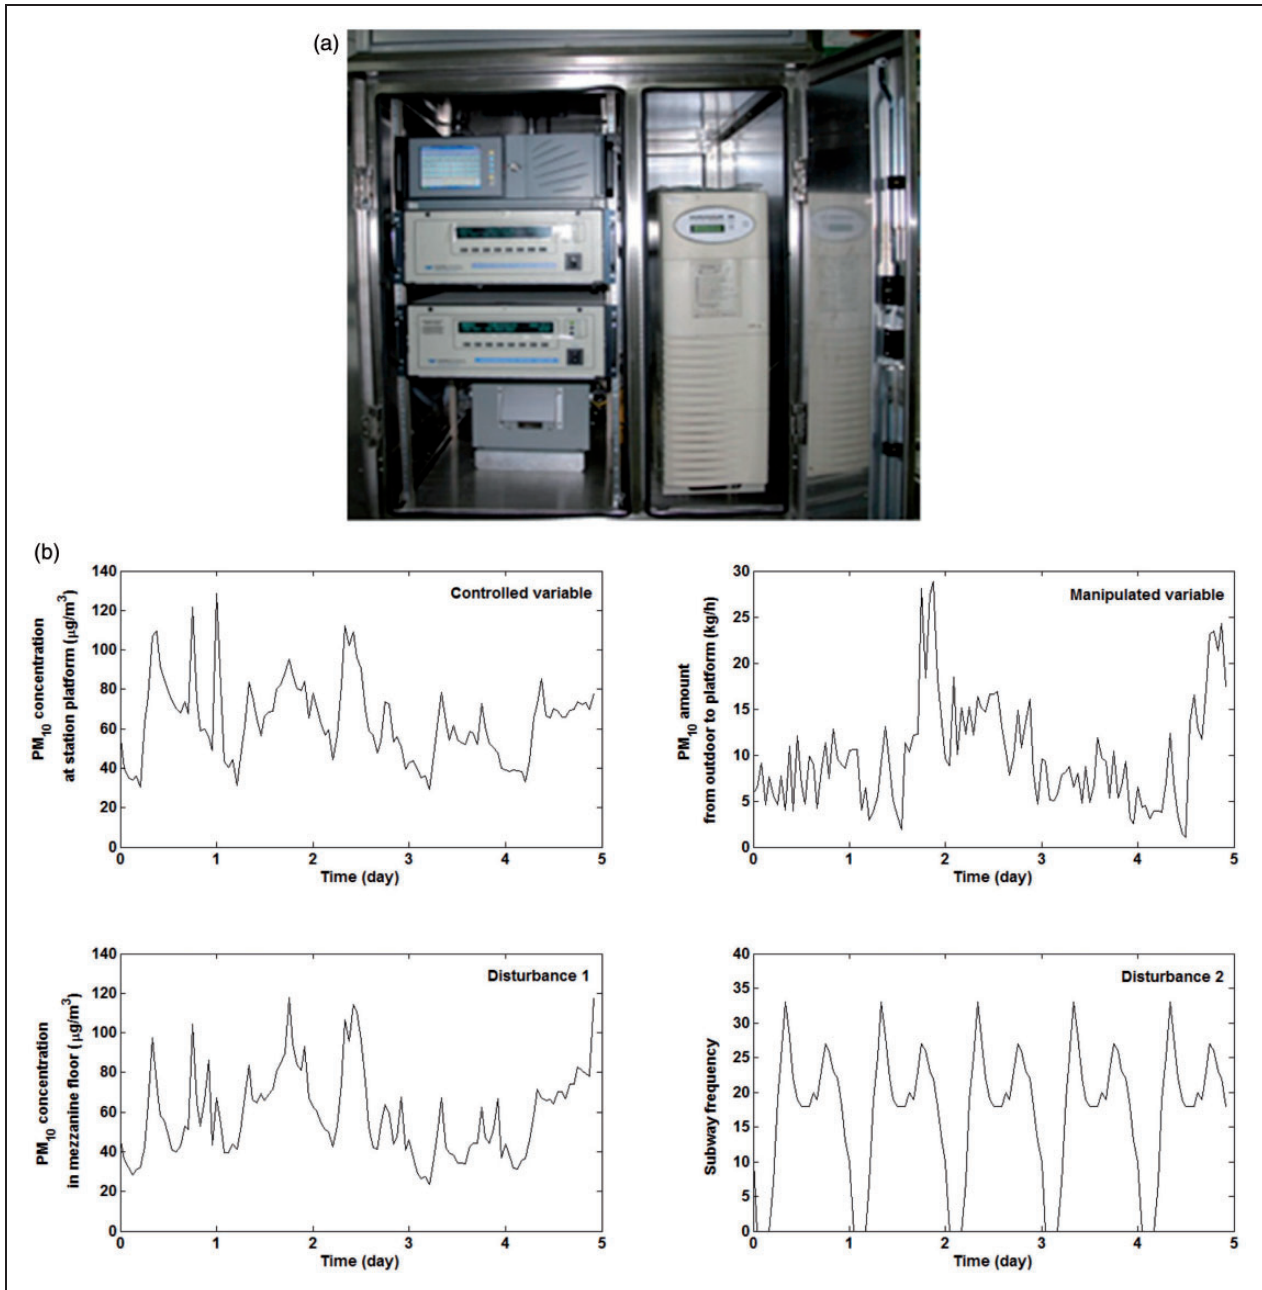 (a)
(b)
Controlled variable
PM10 concentration
at station platform (μg/m3)
140
120
100
80
60
40
20
0
0 1 2 3 4 5
Time (day)
Manipulated variable
PM10 amount
from outdoor to platform (kg/h)
30
25
20
15
10
5
0
0 1 2 3 4 5
Time (day)
Disturbance 1
PM10 concentration
in mezzanine floor (μg/m3)
140
120
100
80
60
40
20
0
0 1 2 3 4 5
Time (day)
Disturbance 2
Subway frequency
40
35
30
25
20
15
10
5
0
0 1 2 3 4 5
Time (day)